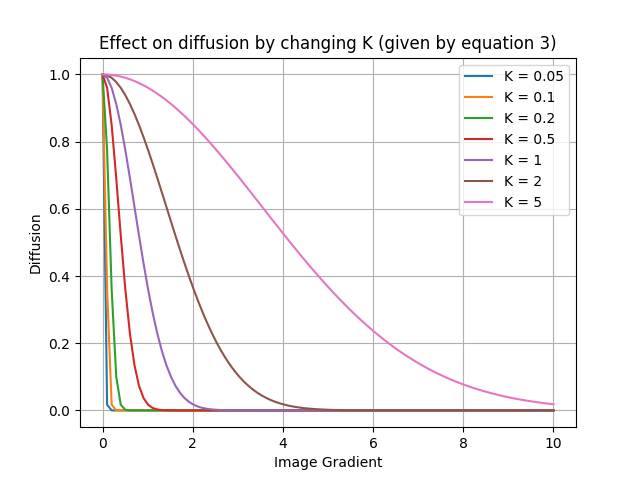 Effect on diffusion by changing K (given by equation 3)
1.0
0.8
0.6
0.4
0.2
0.0
Diffusion
K = 0.05
K = 0.1
K = 0.2
K = 0.5
K = 1
K = 2
K = 5
0 2 4 6 8 10
Image Gradient